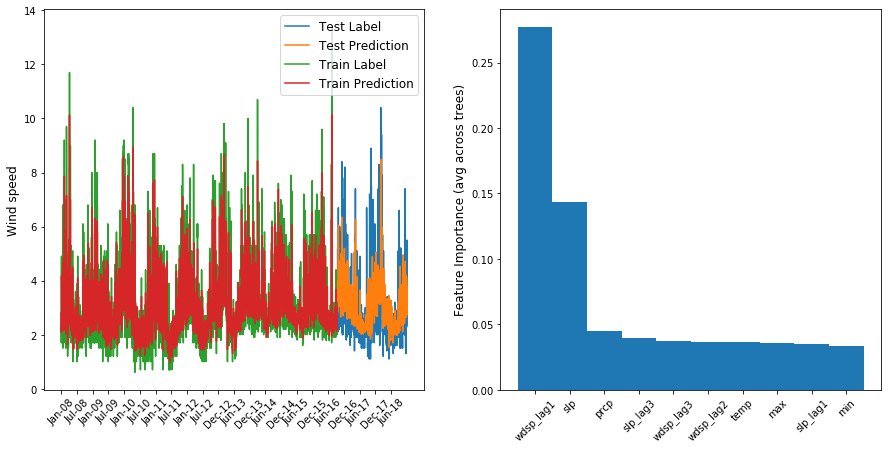 14
12
10
8
6
4
2
0
Wind speed
Test Label
Test Prediction
Train Label
Train Prediction
Jan-08
Jul-08
Jan-09
Jul-09
Jan-10
Jul-10
Jan-11
Jul-11
Jan-12
Jul-12
Dec-12
Jun-13
Dec-13
Jun-14
Dec-14
Jun-15
Dec-15
Jun-16
Dec-16
Jun-17
Dec-17
Jun-18
0.25
0.20
0.15
0.10
0.05
0.00
Feature Importance (avg across trees)
wdsp_lag1
slp
prcp
slp_lag3
wdsp_lag3
wdsp_lag2
temp
max
slp_lag1
min